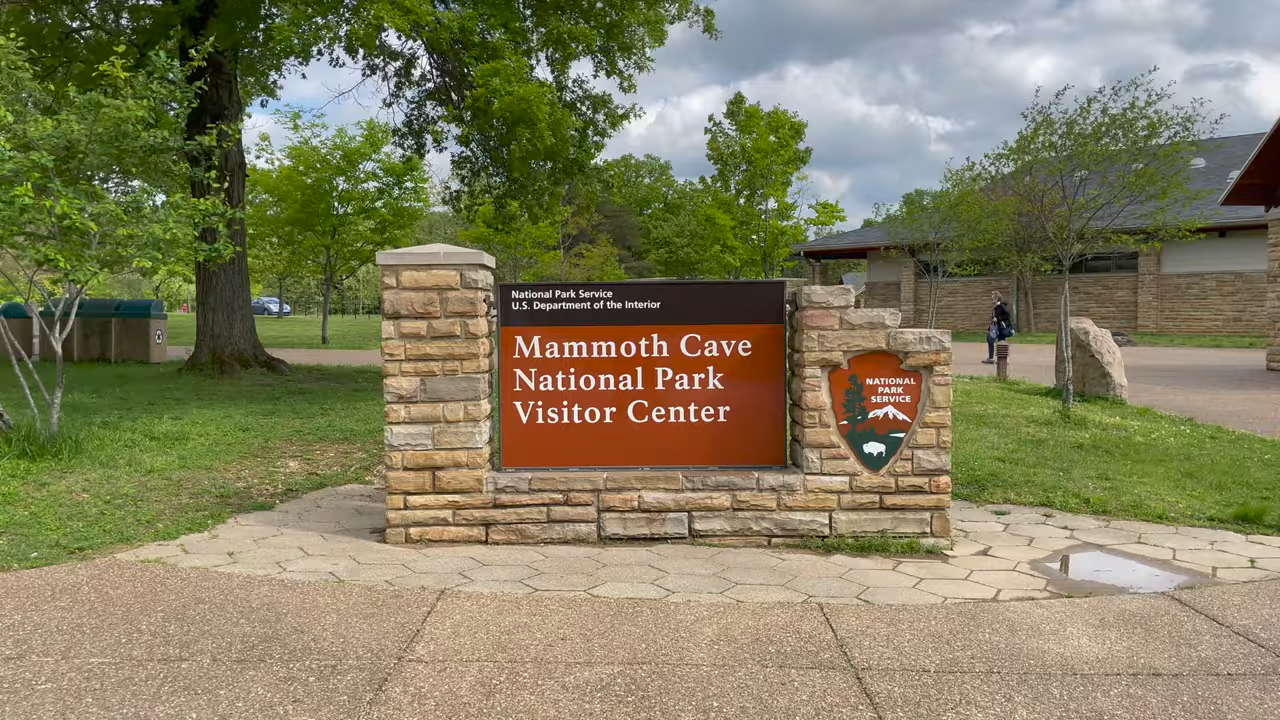 National Park Service
U.S. Department of the Interior
Mammoth Cave
National Park
Visitor Center
NATIONAL
PARK
SERVICE